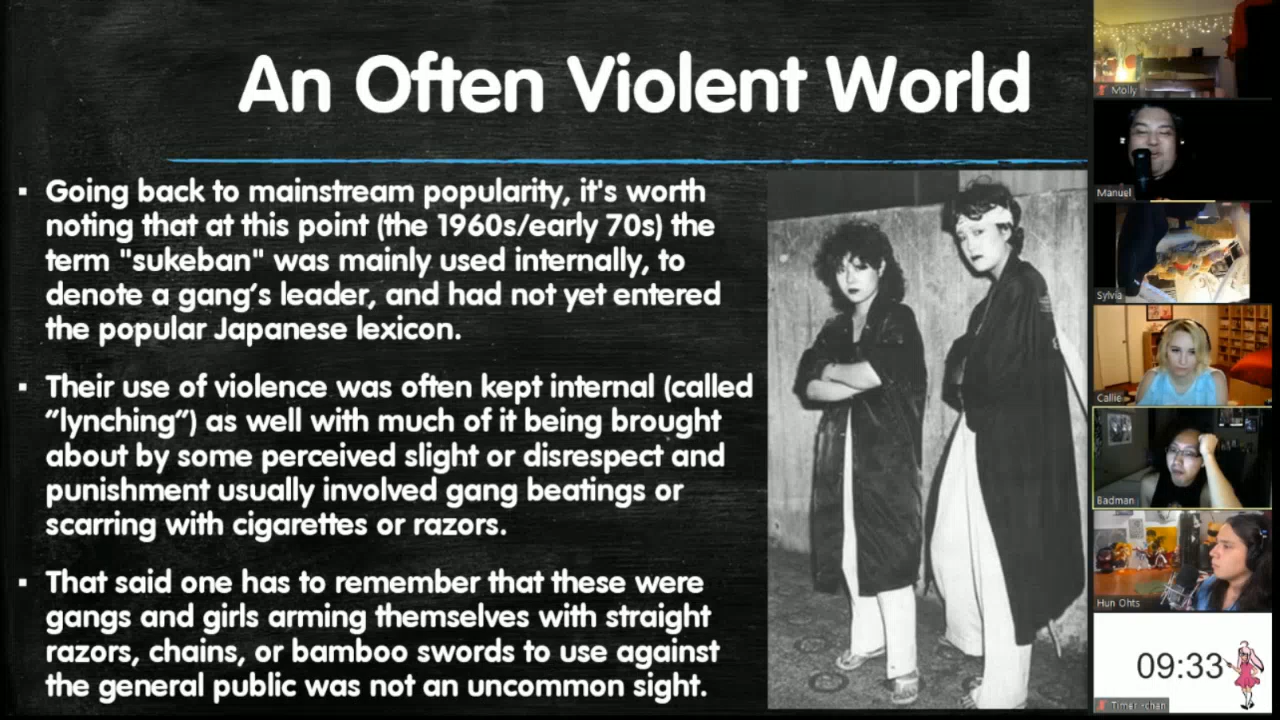 An Often Violent World
▪ Going back to mainstream popularity, it's worth
noting that at this point (the 1960s/early 70s) the
term "sukeban" was mainly used internally, to
denote a gang’s leader, and had not yet entered
the popular Japanese lexicon.
▪ Their use of violence was often kept internal (called
“lynching”) as well with much of it being brought
about by some perceived slight or disrespect and
punishment usually involved gang beatings or
scarring with cigarettes or razors.
▪ That said one has to remember that these were
gangs and girls arming themselves with straight
razors, chains, or bamboo swords to use against
the general public was not an uncommon sight.
Molly
Manuel
Sylvia
Callie
Badman
Hun Ohts
09:33
Timer-chan